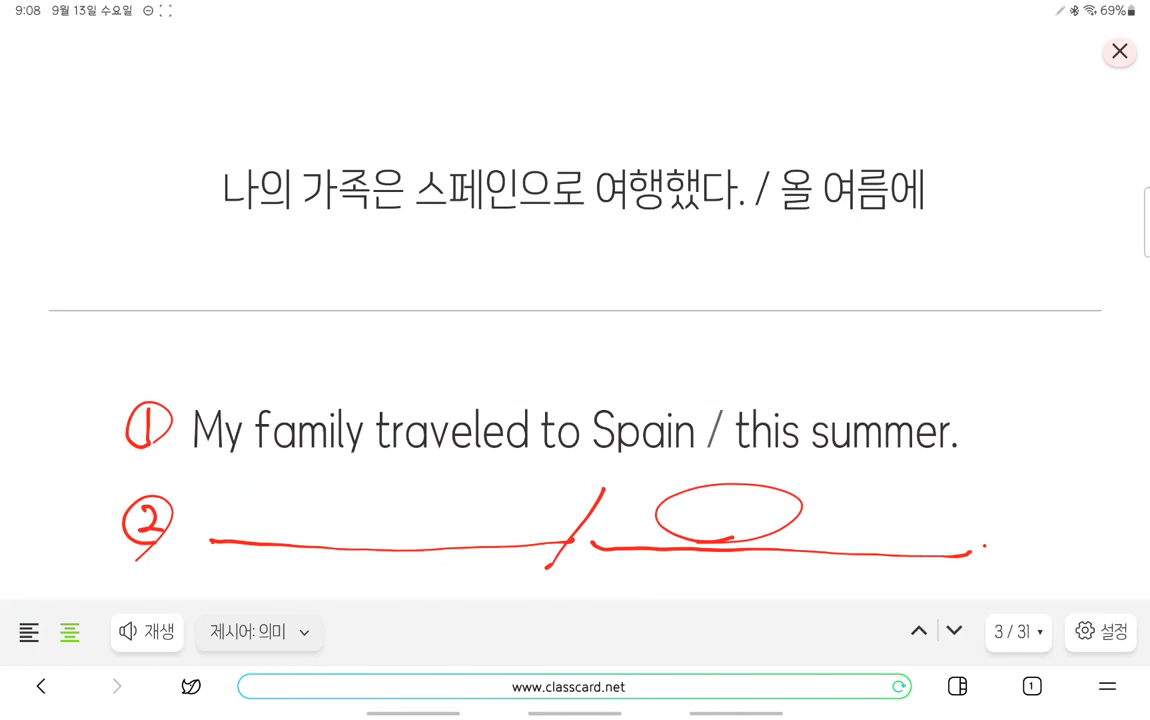 9:08 9월 13일 수요일
69%
나의 가족은 스페인으로 여행했다. / 올 여름에
① My family traveled to Spain / this summer.
② / .
재생 제시어: 의미 3 / 31 설정
www.classcard.net 1